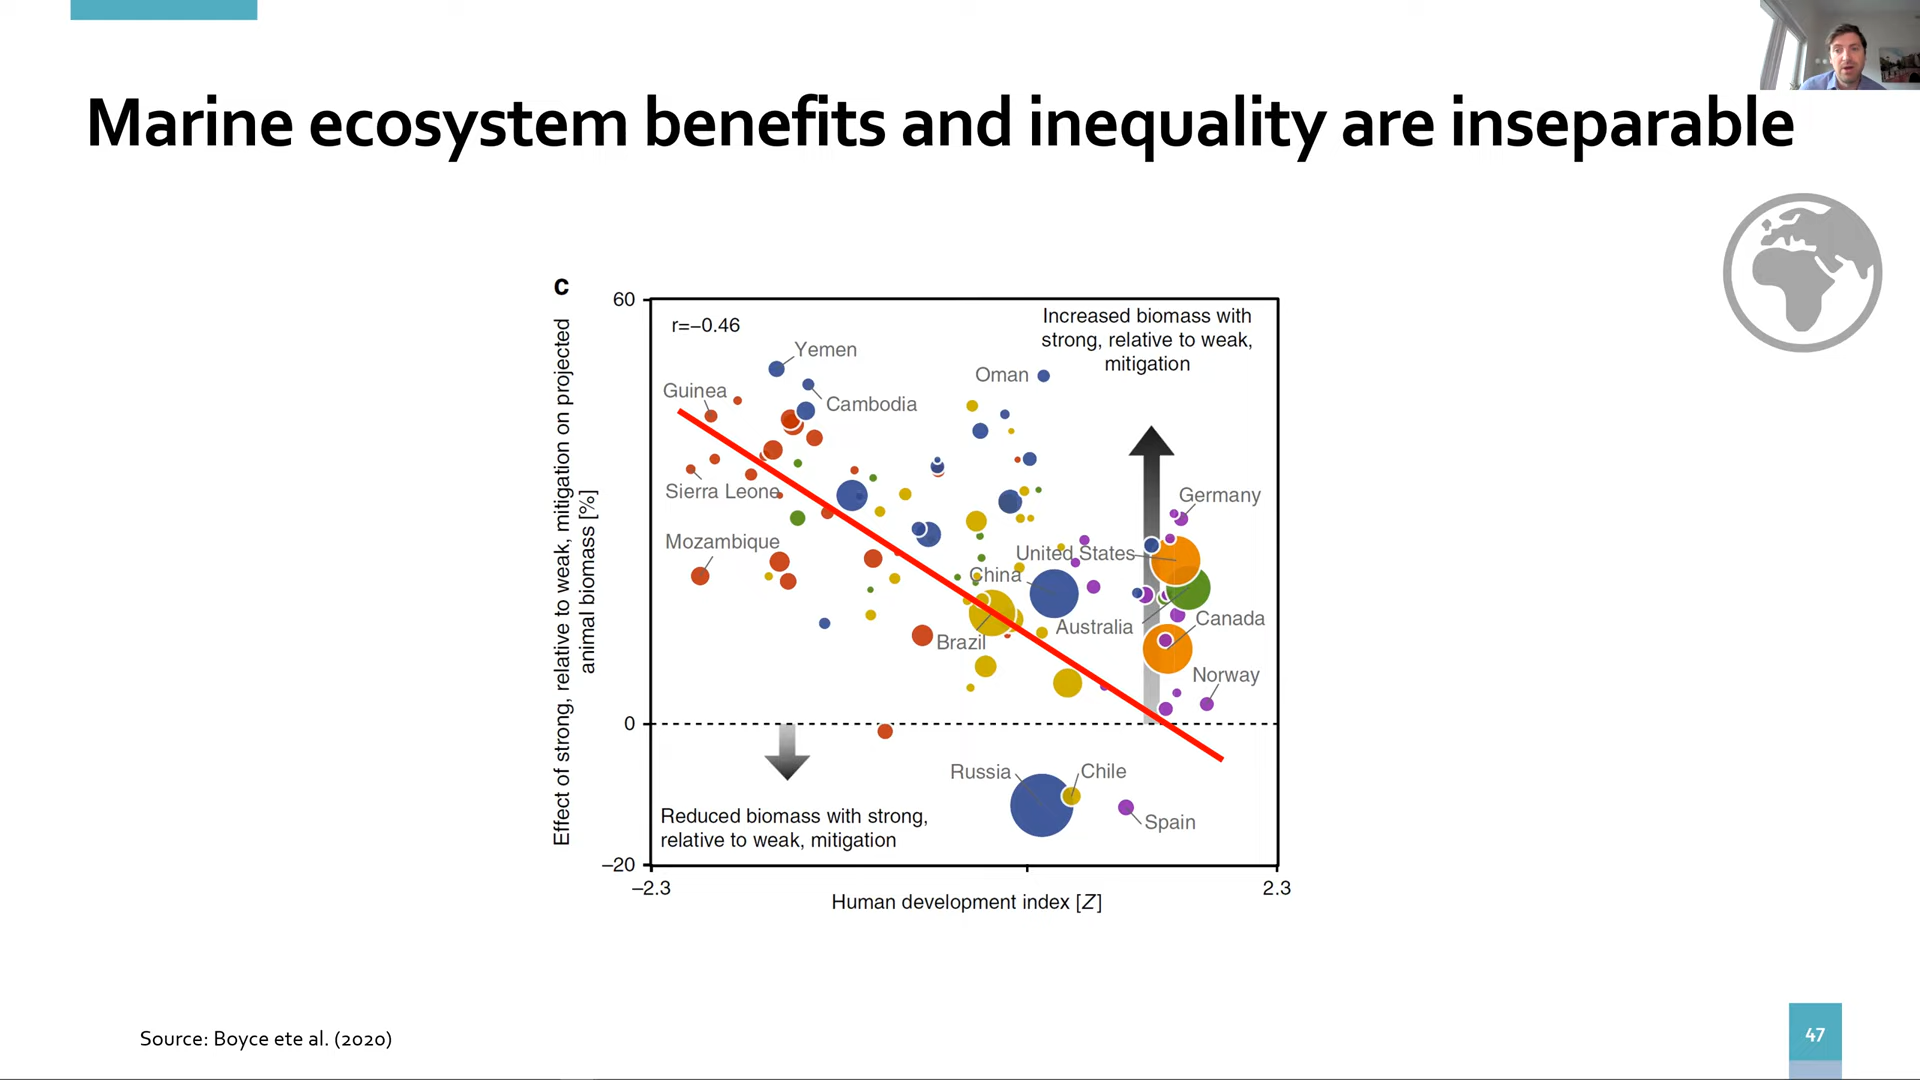 Marine ecosystem benefits and inequality are inseparable
c
Effect of strong, relative to weak, mitigation on projected
animal biomass [%]
60
0
−20
r=−0.46
Increased biomass with
strong, relative to weak,
mitigation
Yemen
Guinea
Cambodia
Oman
Sierra Leone
Germany
Mozambique
United States
China
Australia
Canada
Brazil
Norway
Russia
Chile
Spain
Reduced biomass with strong,
relative to weak, mitigation
−2.3
2.3
Human development index [Z]
Source: Boyce ete al. (2020)
47